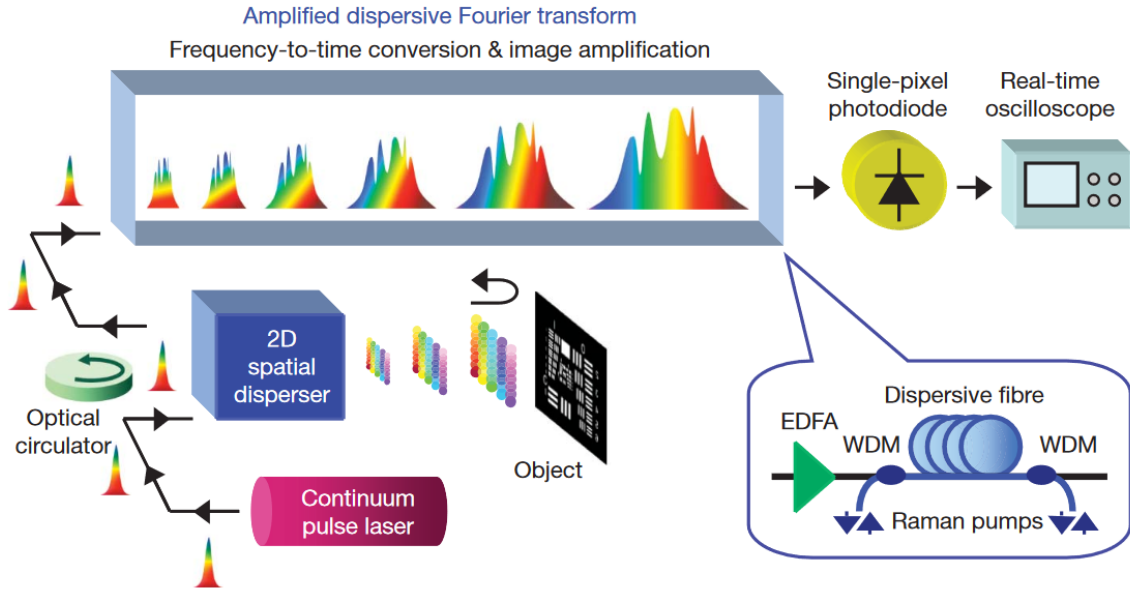 Amplified dispersive Fourier transform
Frequency-to-time conversion & image amplification
Single-pixel
photodiode
Real-time
oscilloscope
2D
spatial
disperser
Optical
circulator
Object
Continuum
pulse laser
Dispersive fibre
EDFA
WDM
WDM
Raman pumps